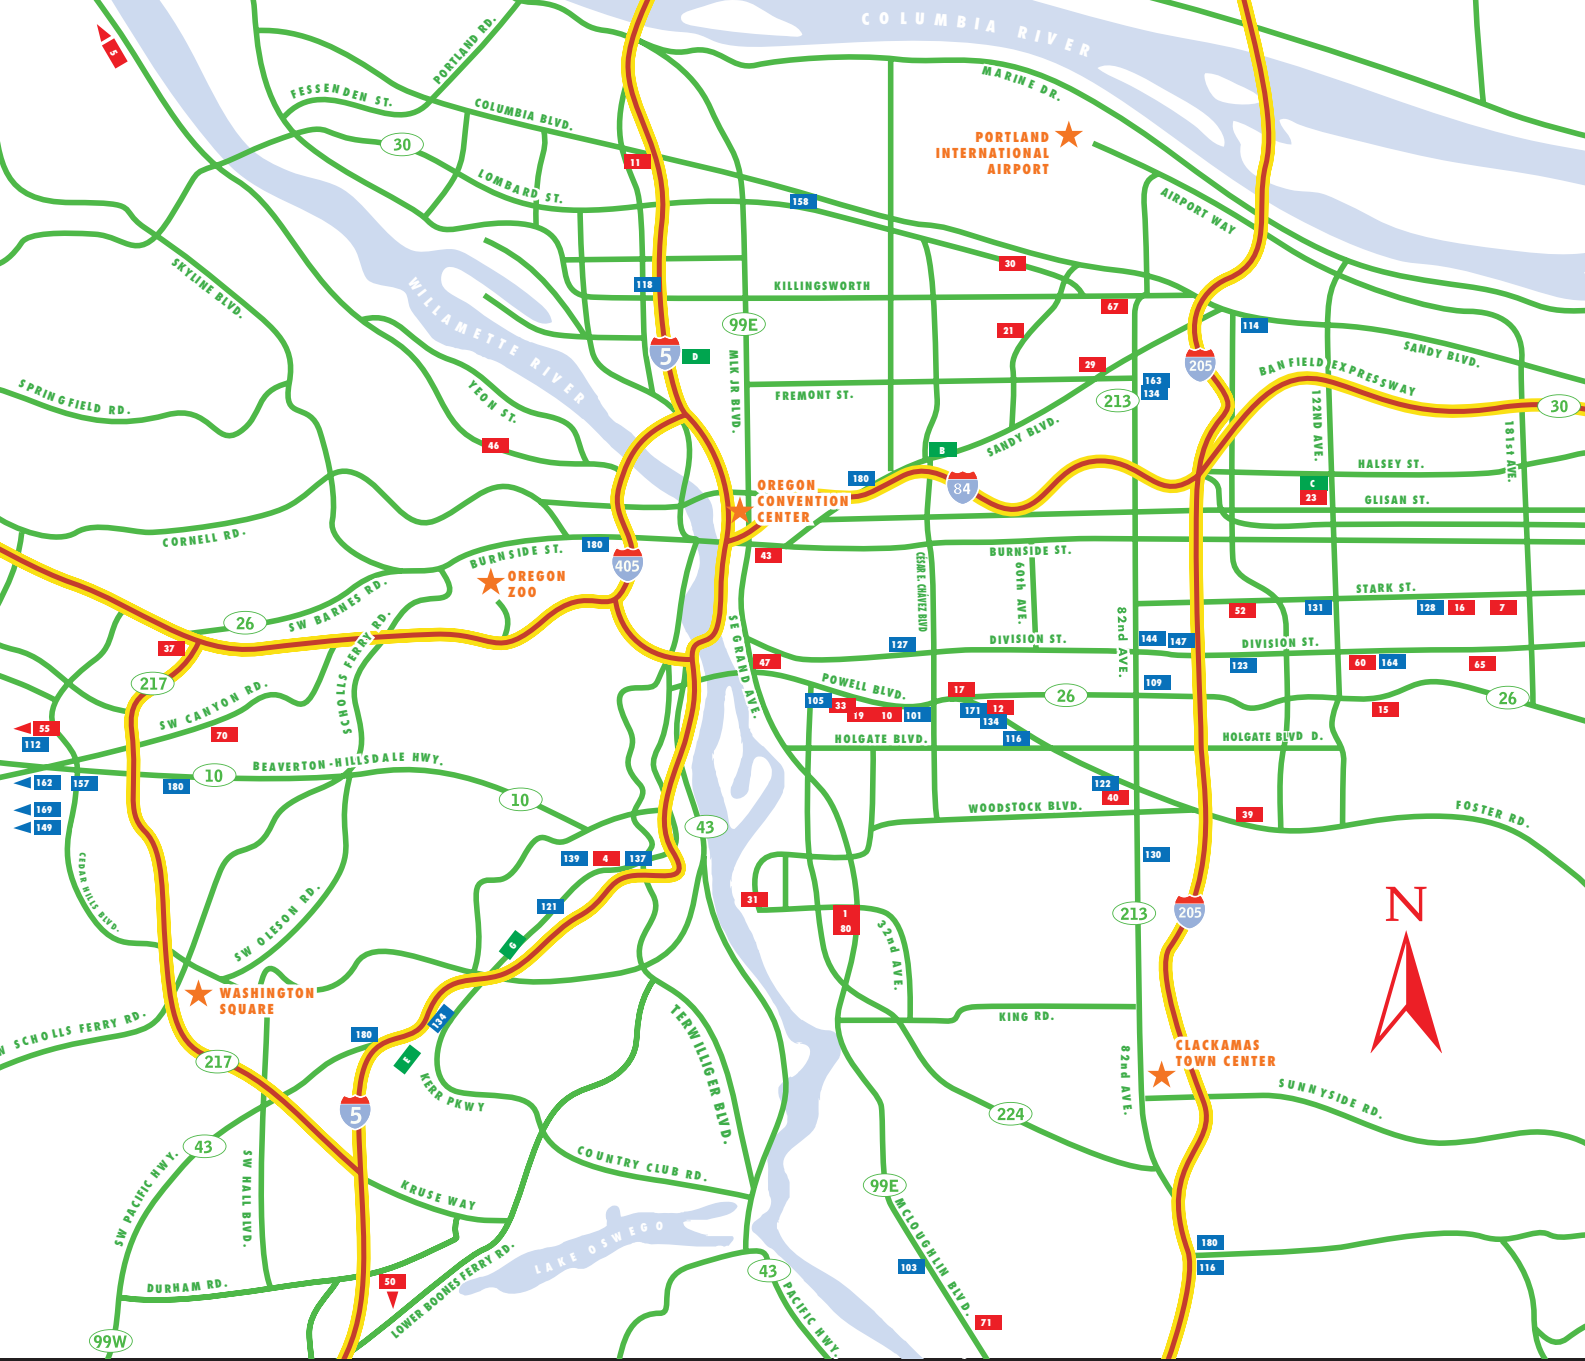 COLUMBIA RIVER
5
PORTLAND RD.
FESSENDEN ST.
COLUMBIA BLVD.
MARINE DR.
30
11
PORTLAND
INTERNATIONAL
AIRPORT
LOMBARD ST.
158
AIRPORT WAY
SKYLINE BLVD.
WILLAMETTE RIVER
118
KILLINGSWORTH
30
67
99E
21
114
5
D
MLK JR BLVD.
29
205
SANDY BLVD.
BANFIELD EXPRESSWAY
SPRINGFIELD RD.
YEON ST.
FREMONT ST.
163
134
213
122ND AVE.
30
46
SANDY BLVD.
B
181st AVE.
HALSEY ST.
180
84
OREGON
CONVENTION
CENTER
C
23
GLISAN ST.
CORNELL RD.
BURNSIDE ST.
180
43
BURNSIDE ST.
405
OREGON
ZOO
CÉSAR E. CHÁVEZ BLVD
60th AVE.
STARK ST.
SW BARNES RD.
26
82nd AVE.
52
131
128
16
7
SCHOLLS FERRY RD.
SE GRAND AVE.
37
127
DIVISION ST.
144
147
DIVISION ST.
47
123
60
164
65
217
SW CANYON RD.
POWELL BLVD.
17
26
109
26
105
33
19
10
101
171
12
134
15
55
112
70
HOLGATE BLVD.
116
HOLGATE BLVD D.
BEAVERTON-HILLSDALE HWY.
10
162
157
180
10
122
40
169
149
WOODSTOCK BLVD.
39
FOSTER RD.
43
139
4
137
130
CEDAR HILLS BLVD.
31
121
1
80
213
205
N
SW OLESON RD.
G
32nd AVE.
WASHINGTON
SQUARE
W SCHOLLS FERRY RD.
180
134
TERWILLIGER BLVD.
KING RD.
82nd AVE.
CLACKAMAS
TOWN CENTER
217
E
KERR PKWY
5
SUNNYSIDE RD.
224
43
SW PACIFIC HWY.
SW HALL BLVD.
COUNTRY CLUB RD.
KRUSE WAY
99E
MCLOUGHLIN BLVD.
LAKE OSWEGO
180
116
103
DURHAM RD.
50
LOWER BOONES FERRY RD.
43
PACIFIC HWY.
71
99W